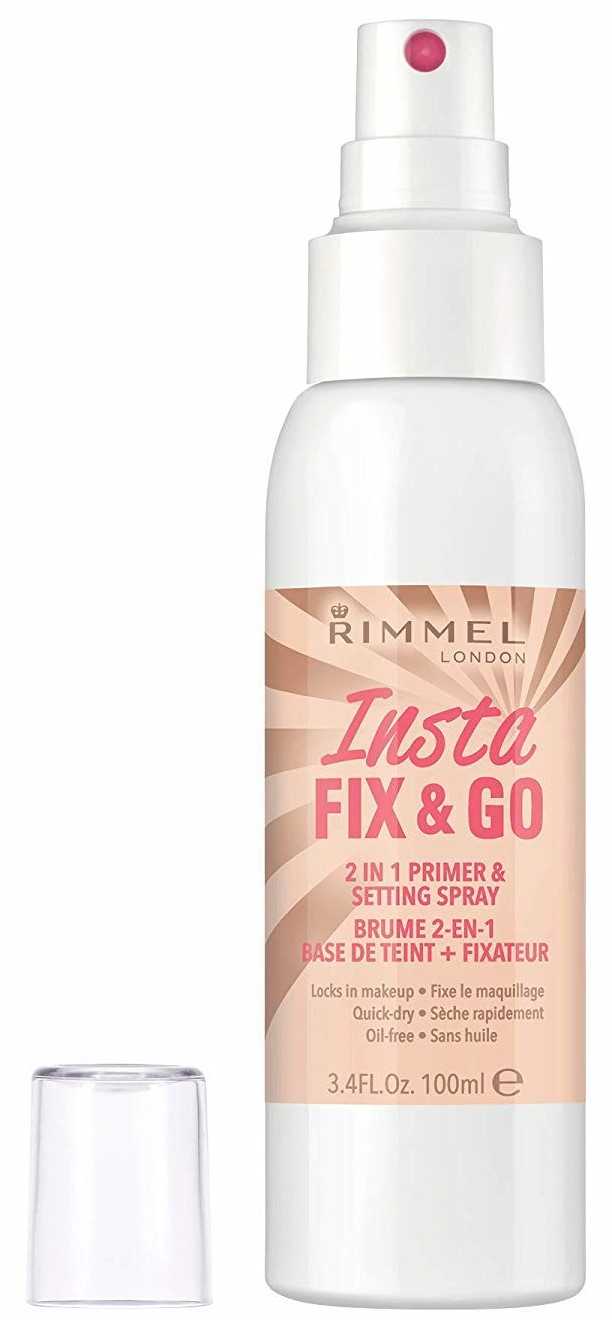 RIMMEL
LONDON
Insta
FIX & GO
2 IN 1 PRIMER &
SETTING SPRAY
BRUME 2-EN-1
BASE DE TEINT + FIXATEUR
Locks in makeup • Fixe le maquillage
Quick-dry • Sèche rapidement
Oil-free • Sans huile
3.4FL.Oz. 100ml ℮